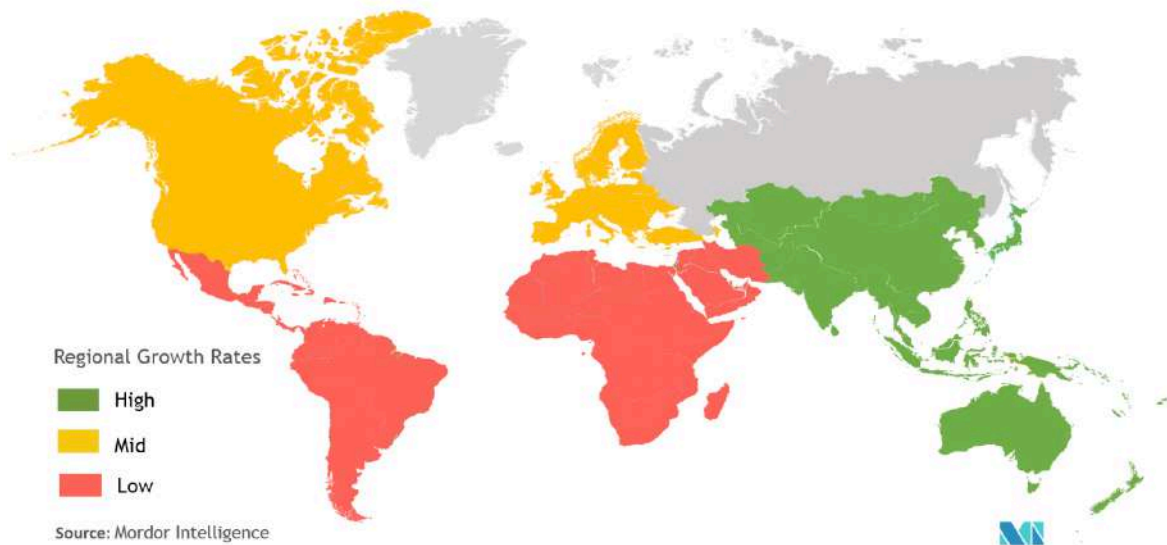 Regional Growth Rates
High
Mid
Low
Source: Mordor Intelligence